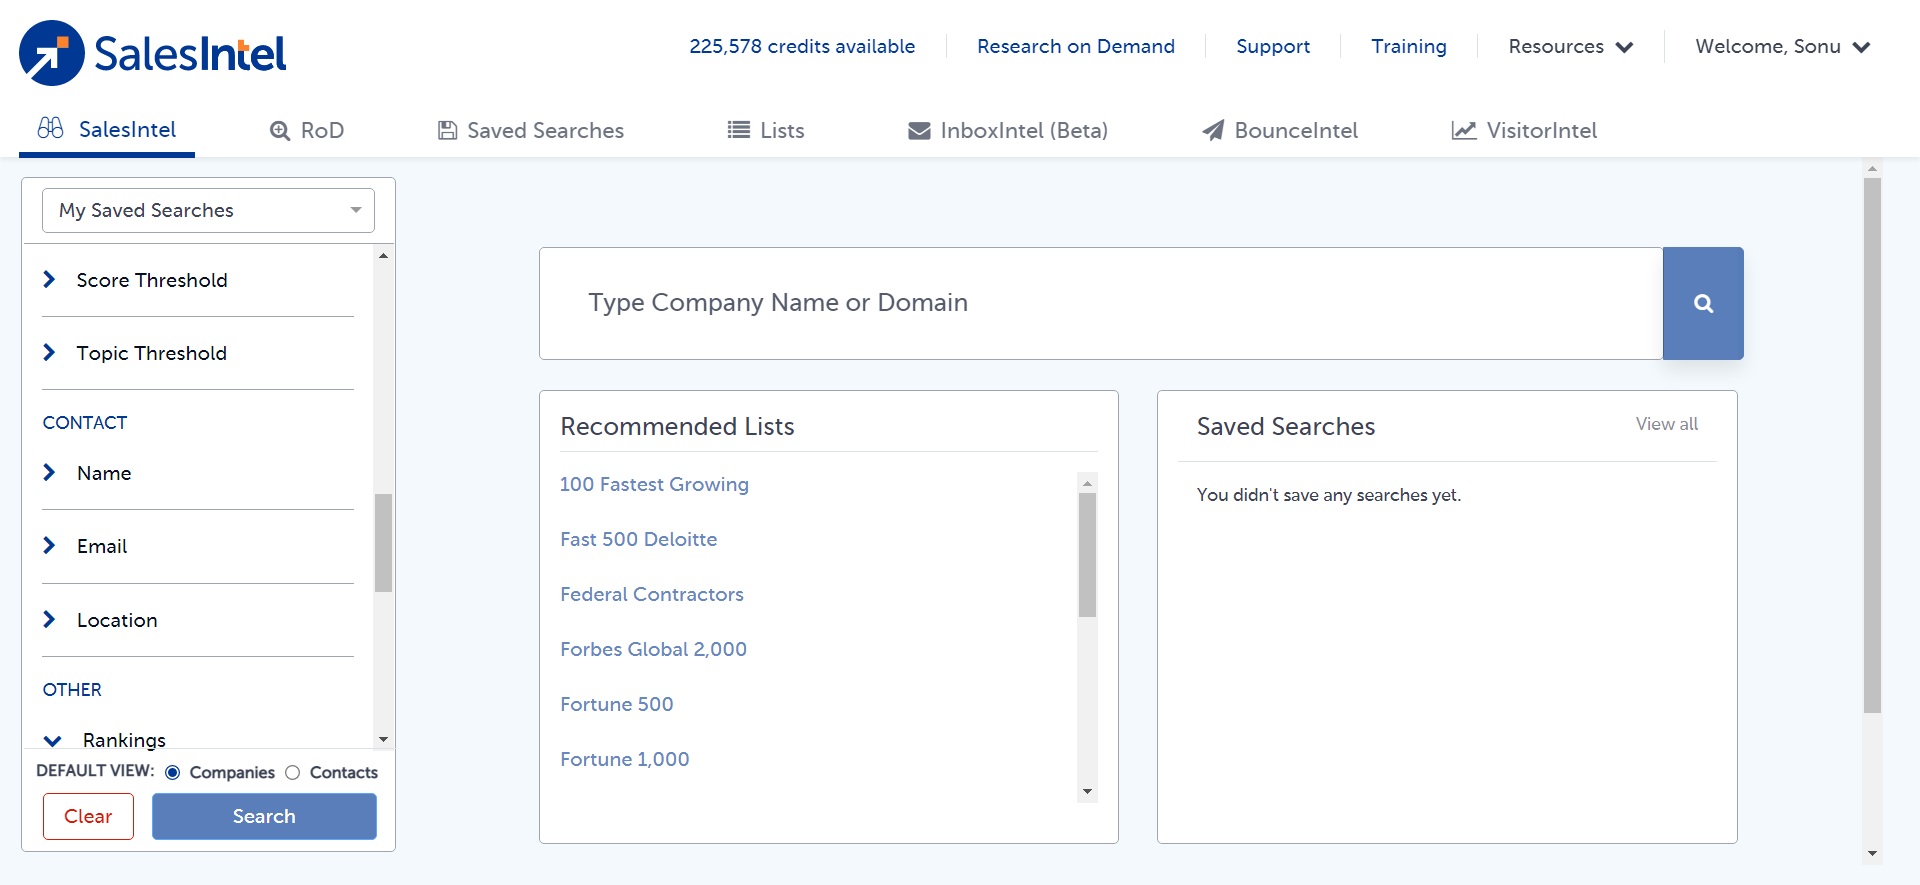 SalesIntel
225,578 credits available
Research on Demand
Support
Training
Resources
Welcome, Sonu
SalesIntel
RoD
Saved Searches
Lists
InboxIntel (Beta)
BounceIntel
VisitorIntel
My Saved Searches
Score Threshold
Topic Threshold
CONTACT
Name
Email
Location
OTHER
Rankings
DEFAULT VIEW: Companies Contacts
Clear
Search
Type Company Name or Domain
Recommended Lists
100 Fastest Growing
Fast 500 Deloitte
Federal Contractors
Forbes Global 2,000
Fortune 500
Fortune 1,000
Saved Searches
View all
You didn't save any searches yet.